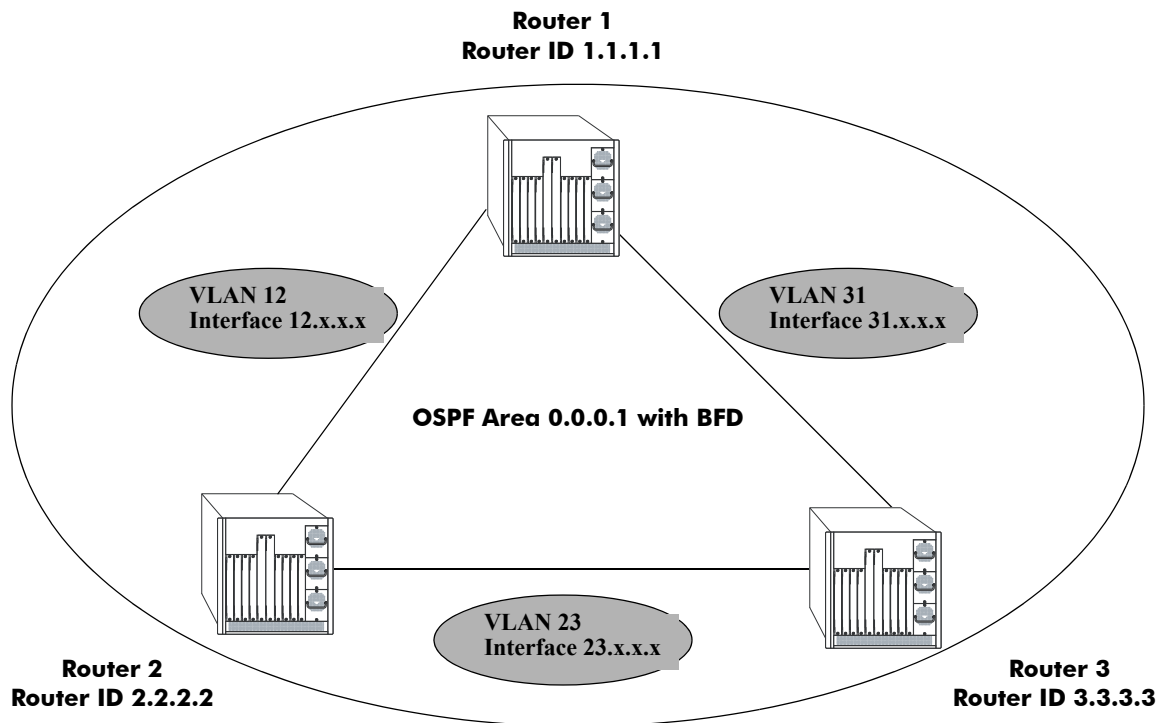 Router 1
Router ID 1.1.1.1
VLAN 12
Interface 12.x.x.x
VLAN 31
Interface 31.x.x.x
OSPF Area 0.0.0.1 with BFD
VLAN 23
Interface 23.x.x.x
Router 2
Router ID 2.2.2.2
Router 3
Router ID 3.3.3.3